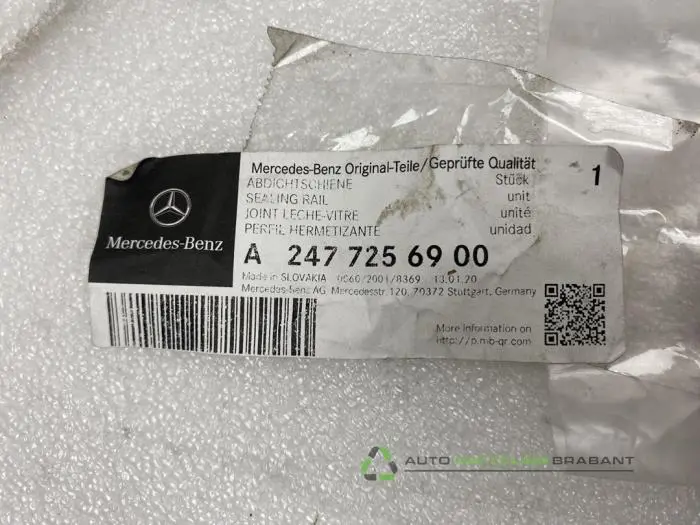 Mercedes-Benz
Mercedes-Benz Original-Teile/Geprüfte Qualität
ABDICHTSCHIENE Stück 1
SEALING RAIL unit
JOINT LECHE-VITRE unité
PERFIL HERMETIZANTE unidad
A 247 725 69 00
Made in SLOVAKIA 0660/2001/8369 13.01.20
Mercedes-Benz AG, Mercedesstr.120, 70372 Stuttgart, Germany
More information on
http://p.mb-qr.com
AUTO BRABANT